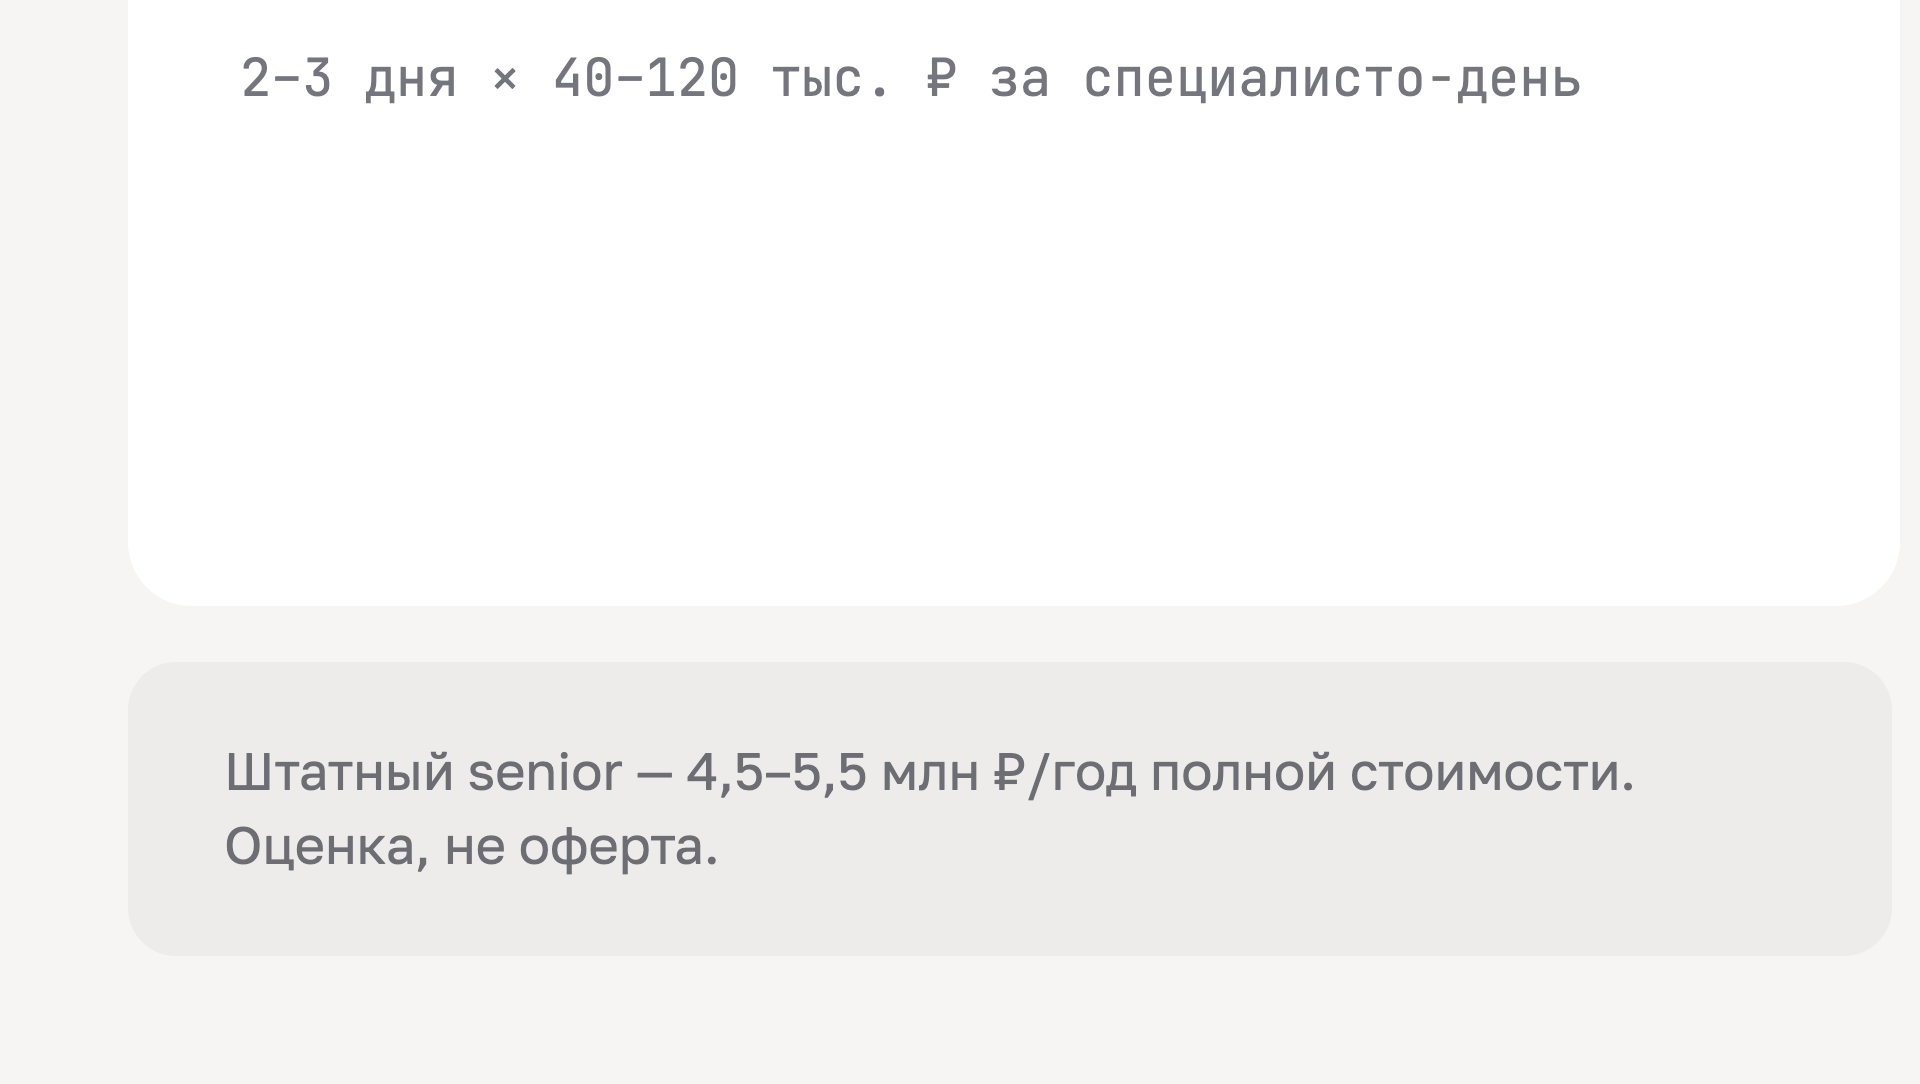 2–3 дня × 40–120 тыс. ₽ за специалисто-день
Штатный senior — 4,5–5,5 млн ₽/год полной стоимости.
Оценка, не оферта.